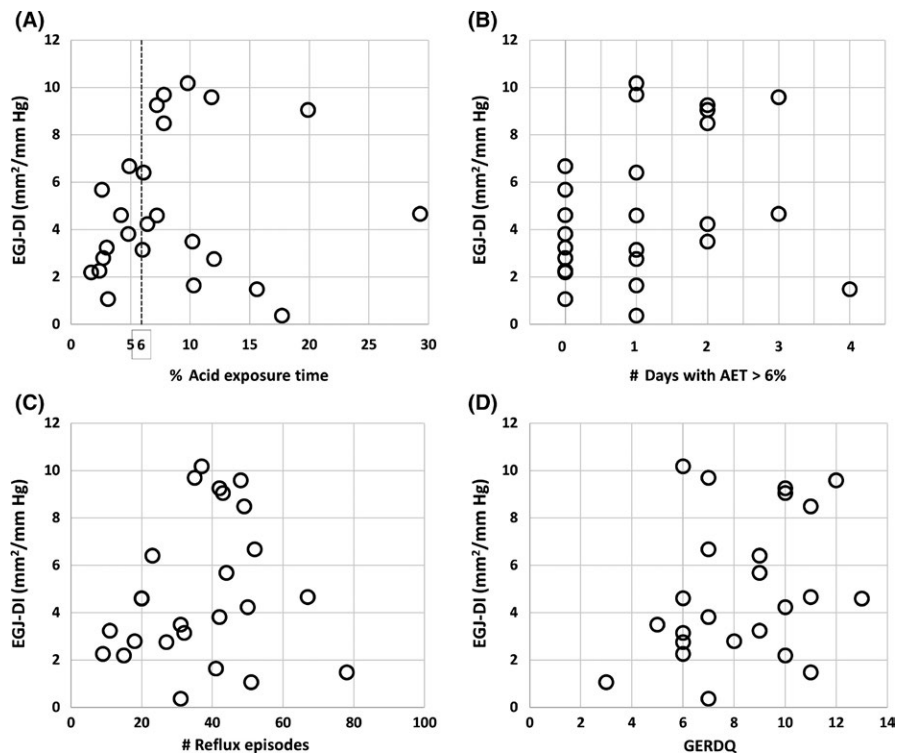 (A)
EGJ-DI (mm²/mm Hg)
12
10
8
6
4
2
0
0 5 6 10 15 20 25 30
% Acid exposure time
(B)
EGJ-DI (mm²/mm Hg)
12
10
8
6
4
2
0
0 1 2 3 4
# Days with AET > 6%
(C)
EGJ-DI (mm²/mm Hg)
12
10
8
6
4
2
0
0 20 40 60 80 100
# Reflux episodes
(D)
EGJ-DI (mm²/mm Hg)
12
10
8
6
4
2
0
0 2 4 6 8 10 12 14
GERDQ